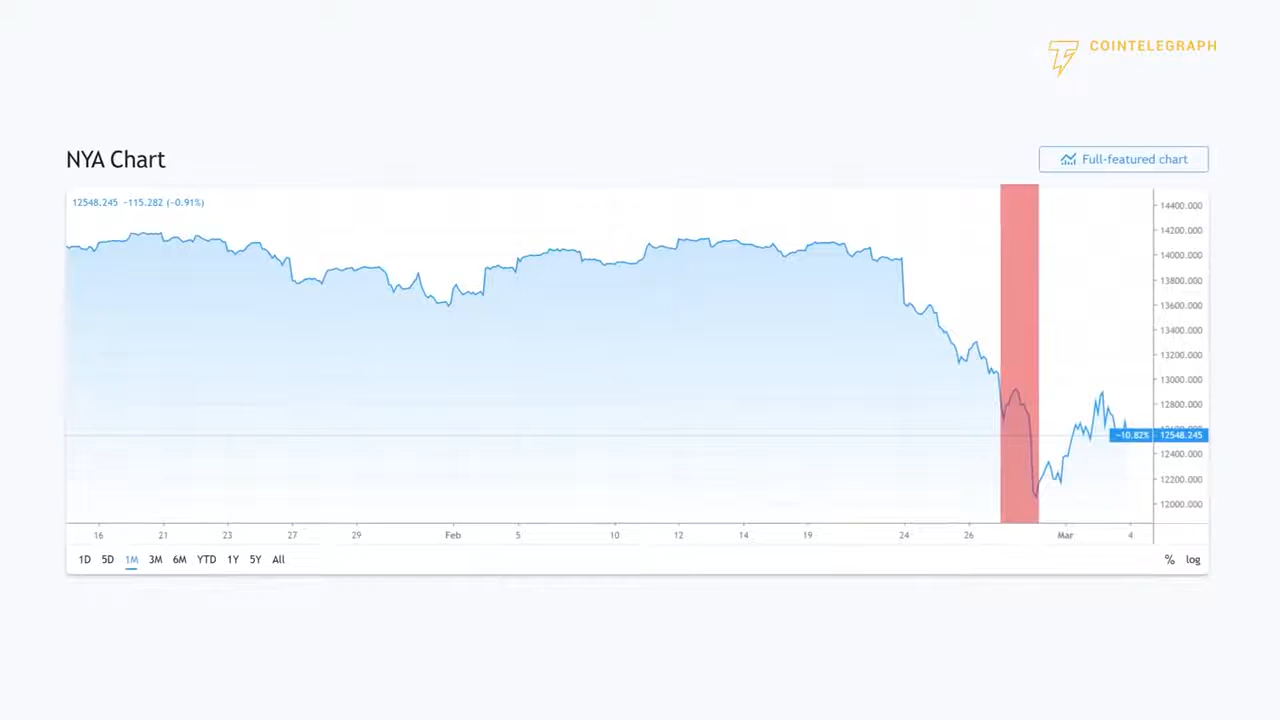 COINTELEGRAPH
NYA Chart
Full-featured chart
12548.245 −115.282 (−0.91%)
14400.000
14200.000
14000.000
13800.000
13600.000
13400.000
13200.000
13000.000
12800.000
−10.82% 12548.245
12400.000
12200.000
12000.000
16 21 23 27 29 Feb 5 10 12 14 19 24 26 Mar 4
1D 5D 1M 3M 6M YTD 1Y 5Y All % log